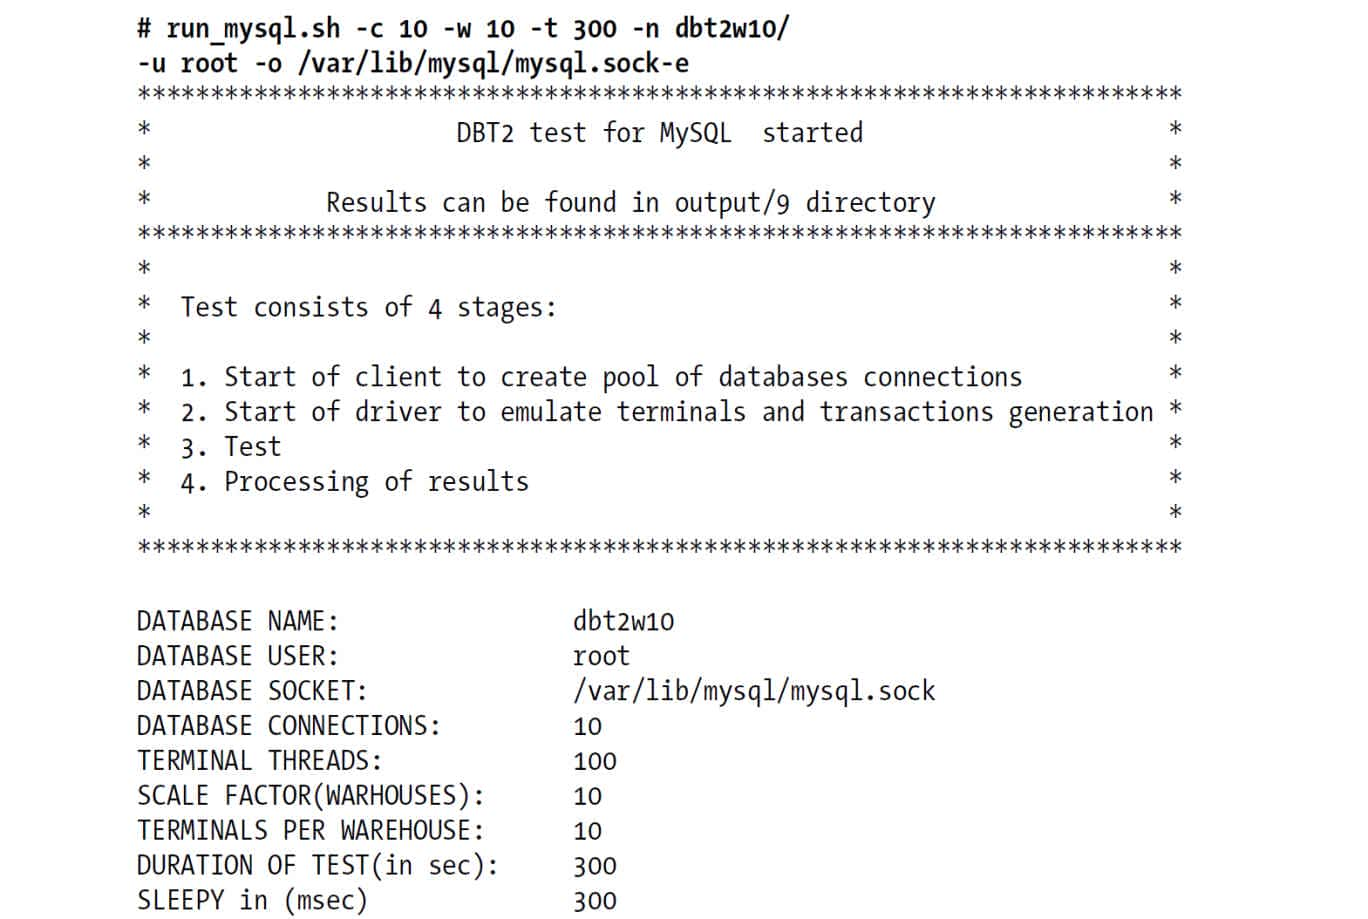 # run_mysql.sh -c 10 -w 10 -t 300 -n dbt2w10/
-u root -o /var/lib/mysql/mysql.sock-e
************************************************************************
* DBT2 test for MySQL  started *
* *
* Results can be found in output/9 directory *
************************************************************************
* *
* Test consists of 4 stages: *
* *
* 1. Start of client to create pool of databases connections *
* 2. Start of driver to emulate terminals and transactions generation *
* 3. Test *
* 4. Processing of results *
* *
************************************************************************
DATABASE NAME: dbt2w10
DATABASE USER: root
DATABASE SOCKET: /var/lib/mysql/mysql.sock
DATABASE CONNECTIONS: 10
TERMINAL THREADS: 100
SCALE FACTOR(WARHOUSES): 10
TERMINALS PER WAREHOUSE: 10
DURATION OF TEST(in sec): 300
SLEEPY in (msec) 300